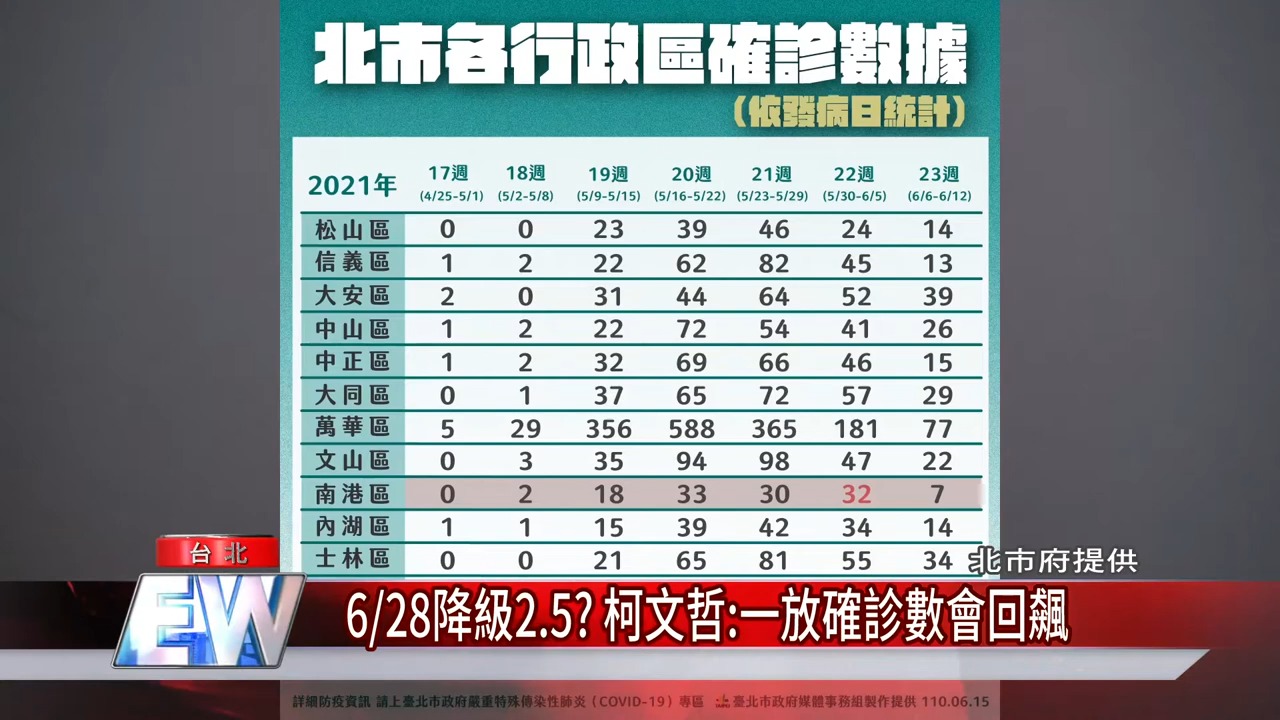 北市各行政區確診數據
(依發病日統計)
2021年 17週 18週 19週 20週 21週 22週 23週
(4/25-5/1) (5/2-5/8) (5/9-5/15) (5/16-5/22) (5/23-5/29) (5/30-6/5) (6/6-6/12)
松山區 0 0 23 39 46 24 14
信義區 1 2 22 62 82 45 13
大安區 2 0 31 44 64 52 39
中山區 1 2 22 72 54 41 26
中正區 1 2 32 69 66 46 15
大同區 0 1 37 65 72 57 29
萬華區 5 29 356 588 365 181 77
文山區 0 3 35 94 98 47 22
南港區 0 2 18 33 30 32 7
內湖區 1 1 15 39 42 34 14
士林區 0 0 21 65 81 55 34
北市府提供
台北
EW
6/28降級2.5? 柯文哲:一放確診數會回飆
詳細防疫資訊 請上臺北市政府嚴重特殊傳染性肺炎(COVID-19)專區 臺北市政府媒體事務組製作提供 110.06.15